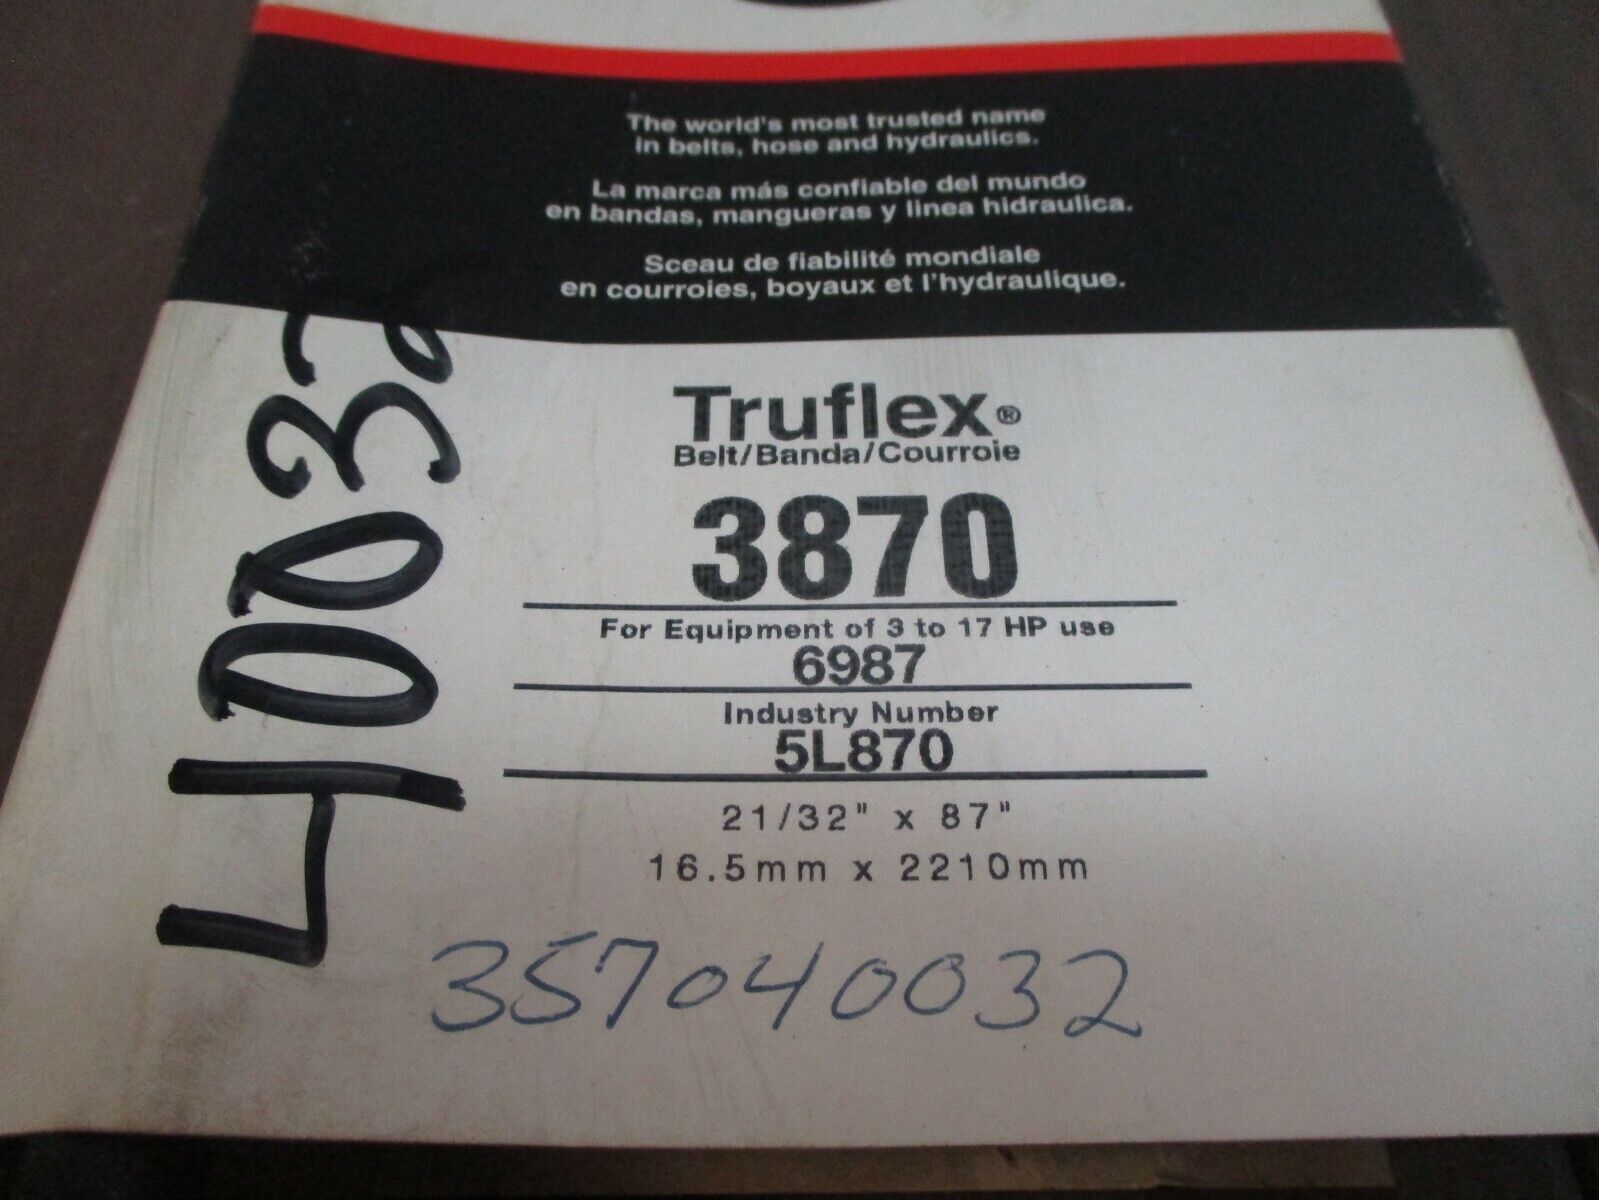 The world's most trusted name
in belts, hose and hydraulics.
La marca más confiable del mundo
en bandas, mangueras y linea hidraulica.
Sceau de fiabilité mondiale
en courroies, boyaux et l'hydraulique.
Truflex®
Belt/Banda/Courroie
3870
For Equipment of 3 to 17 HP use
6987
Industry Number
5L870
21/32" x 87"
16.5mm x 2210mm
357040032
40032